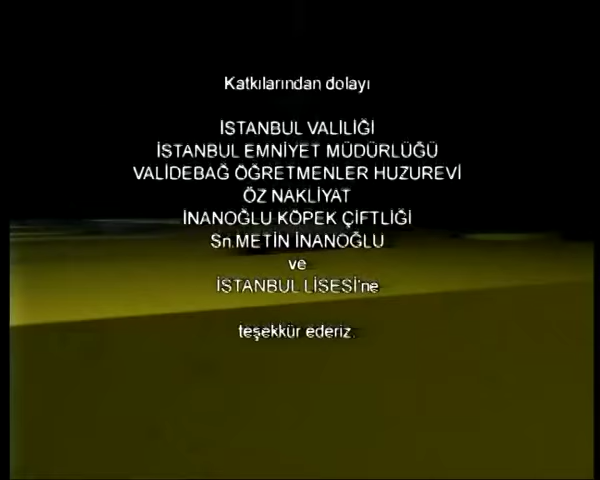 Katkılarından dolayı
İSTANBUL VALİLİĞİ
İSTANBUL EMNİYET MÜDÜRLÜĞÜ
VALİDEBAĞ ÖĞRETMENLER HUZUREVİ
ÖZ NAKLİYAT
İNANOĞLU KÖPEK ÇİFTLİĞİ
Sn.METİN İNANOĞLU
ve
İSTANBUL LİSESİ'ne
teşekkür ederiz.